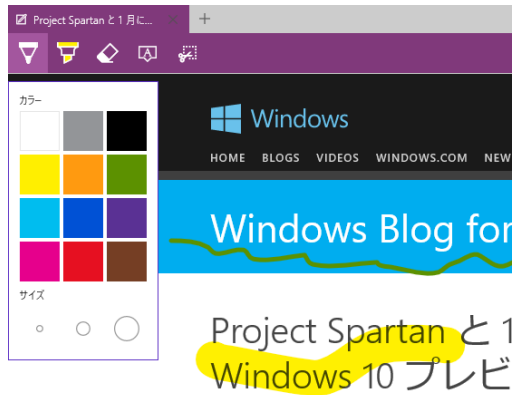 Project Spartan と 1 月に...
カラー
サイズ
Windows
HOME BLOGS VIDEOS WINDOWS.COM NEW
Windows Blog for
Project Spartan と 1
Windows 10 プレビ